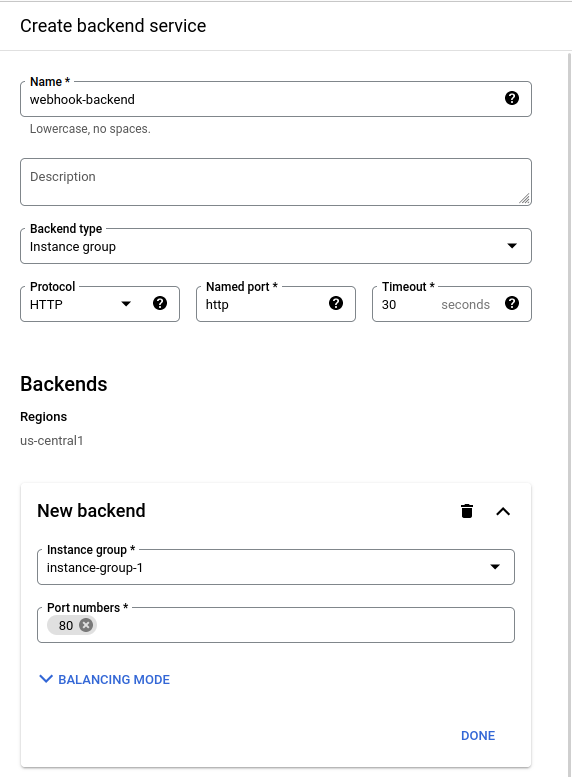 Create backend service
Name *
webhook-backend
Lowercase, no spaces.
Description
Backend type
Instance group
Protocol
HTTP
Named port *
http
Timeout *
30 seconds
Backends
Regions
us-central1
New backend
Instance group *
instance-group-1
Port numbers *
80
BALANCING MODE
DONE